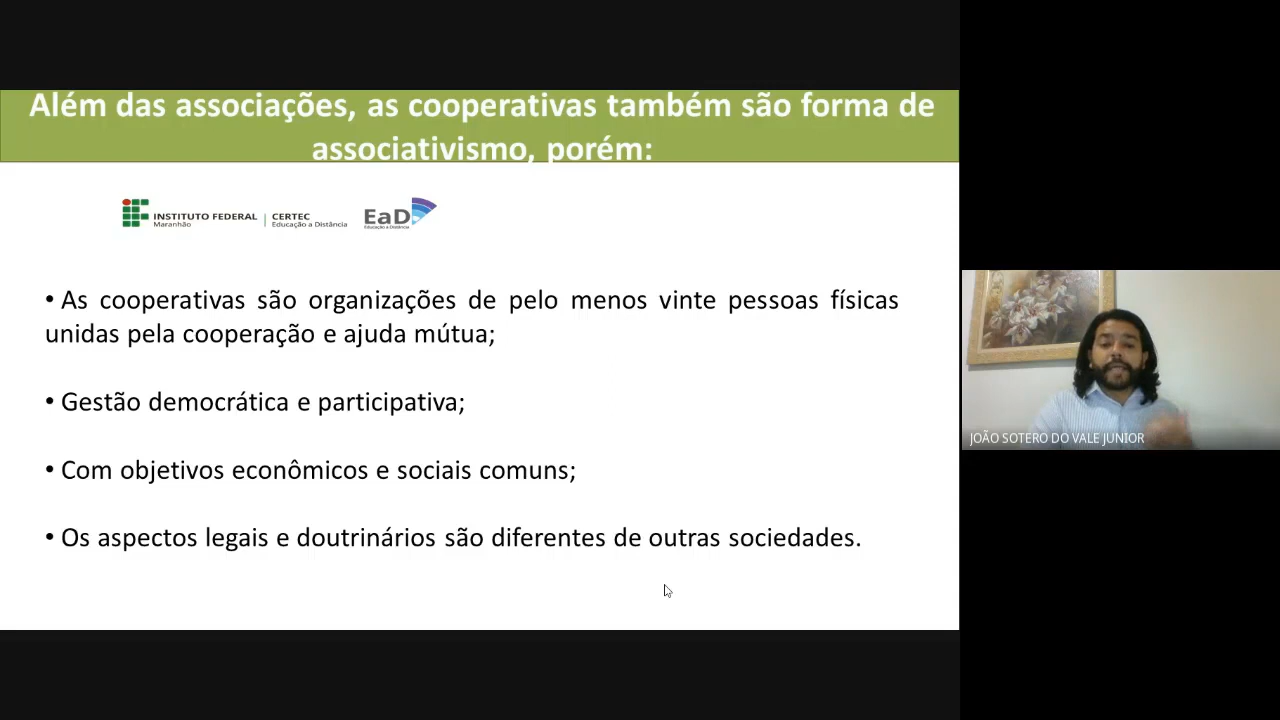 Além das associações, as cooperativas também são forma de
associativismo, porém:
INSTITUTO FEDERAL
Maranhão
CERTEC
Educação a Distância
EaD
Educação a Distância
• As cooperativas são organizações de pelo menos vinte pessoas físicas
unidas pela cooperação e ajuda mútua;
• Gestão democrática e participativa;
• Com objetivos econômicos e sociais comuns;
• Os aspectos legais e doutrinários são diferentes de outras sociedades.
JOÃO SOTERO DO VALE JUNIOR